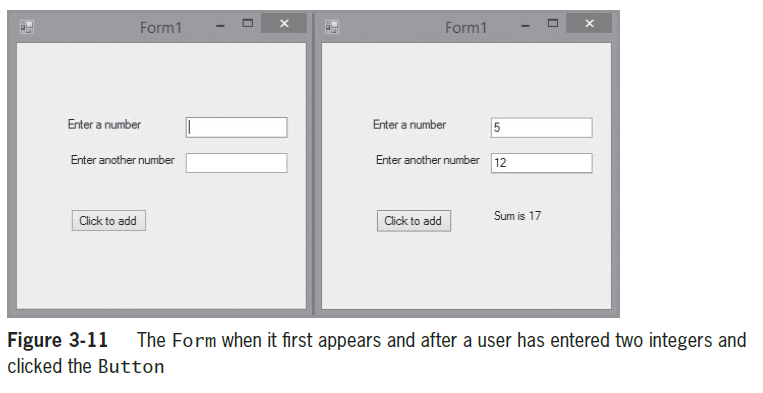 Form1
Enter a number
Enter another number
Click to add
Form1
Enter a number 5
Enter another number 12
Click to add Sum is 17
Figure 3-11 The Form when it first appears and after a user has entered two integers and
clicked the Button